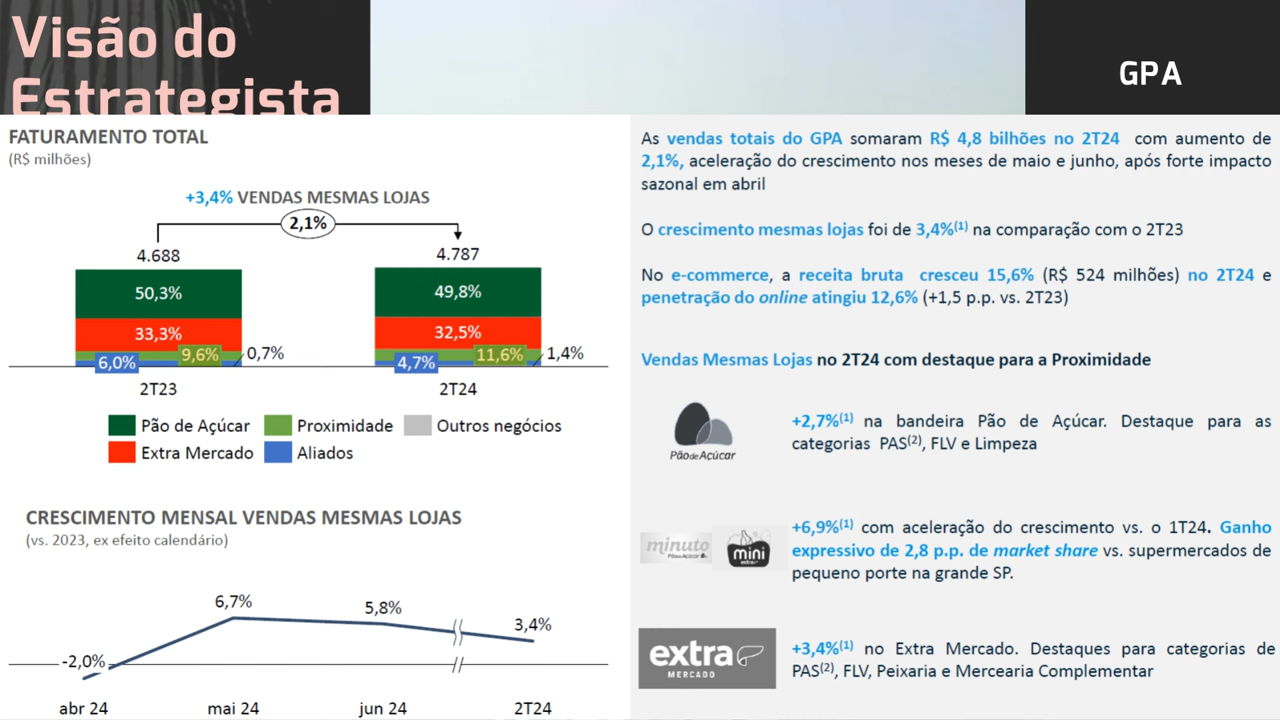 Visão do
Estrategista
GPA
FATURAMENTO TOTAL
(R$ milhões)
+3,4% VENDAS MESMAS LOJAS
2,1%
4.688
4.787
50,3%
49,8%
33,3%
32,5%
9,6%
0,7%
6,0%
11,6%
1,4%
4,7%
2T23
2T24
Pão de Açúcar
Proximidade
Outros negócios
Extra Mercado
Aliados
CRESCIMENTO MENSAL VENDAS MESMAS LOJAS
(vs. 2023, ex efeito calendário)
-2,0%
6,7%
5,8%
3,4%
abr 24
mai 24
jun 24
2T24
As vendas totais do GPA somaram R$ 4,8 bilhões no 2T24 com aumento de
2,1%, aceleração do crescimento nos meses de maio e junho, após forte impacto
sazonal em abril
O crescimento mesmas lojas foi de 3,4%(1) na comparação com o 2T23
No e-commerce, a receita bruta cresceu 15,6% (R$ 524 milhões) no 2T24 e
penetração do online atingiu 12,6% (+1,5 p.p. vs. 2T23)
Vendas Mesmas Lojas no 2T24 com destaque para a Proximidade
PãodeAçúcar
+2,7%(1) na bandeira Pão de Açúcar. Destaque para as
categorias PAS(2), FLV e Limpeza
minuto
PãodeAçúcar
mini
extra
+6,9%(1) com aceleração do crescimento vs. o 1T24. Ganho
expressivo de 2,8 p.p. de market share vs. supermercados de
pequeno porte na grande SP.
extra
MERCADO
+3,4%(1) no Extra Mercado. Destaques para categorias de
PAS(2), FLV, Peixaria e Mercearia Complementar